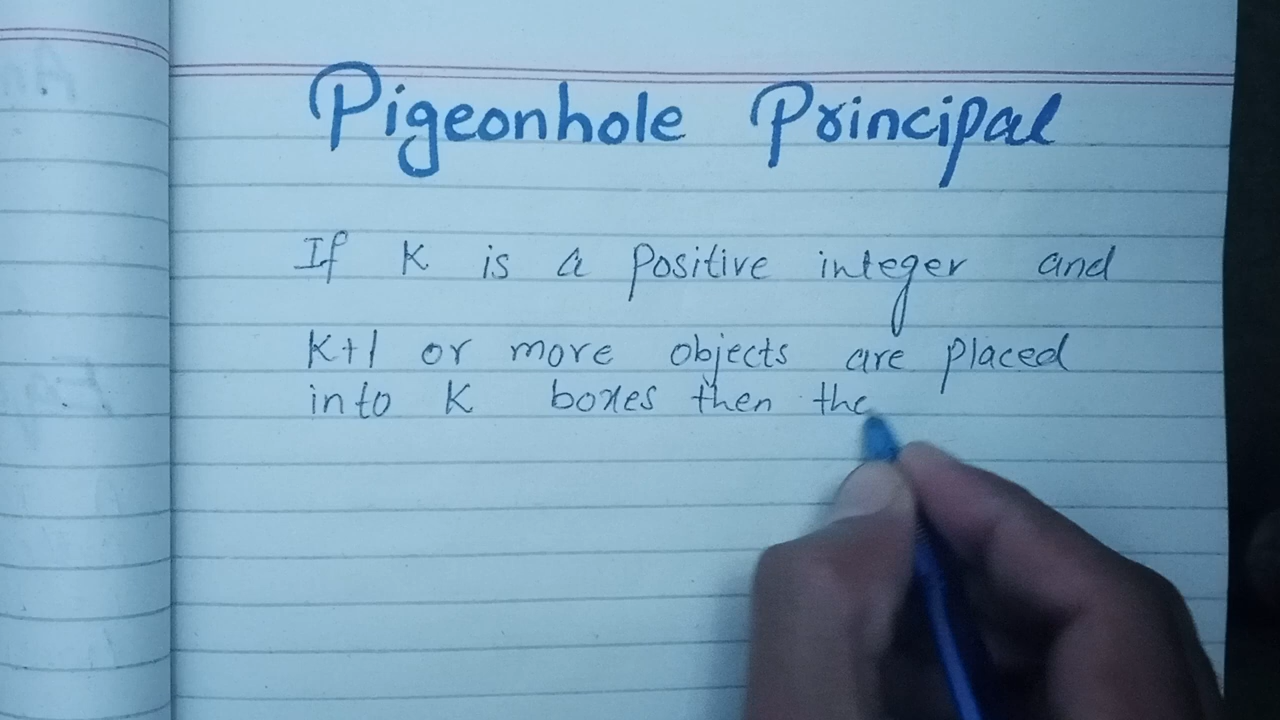 Pigeonhole Principal
If K is a Positive integer and
K+1 or more objects are placed
into K boxes then the